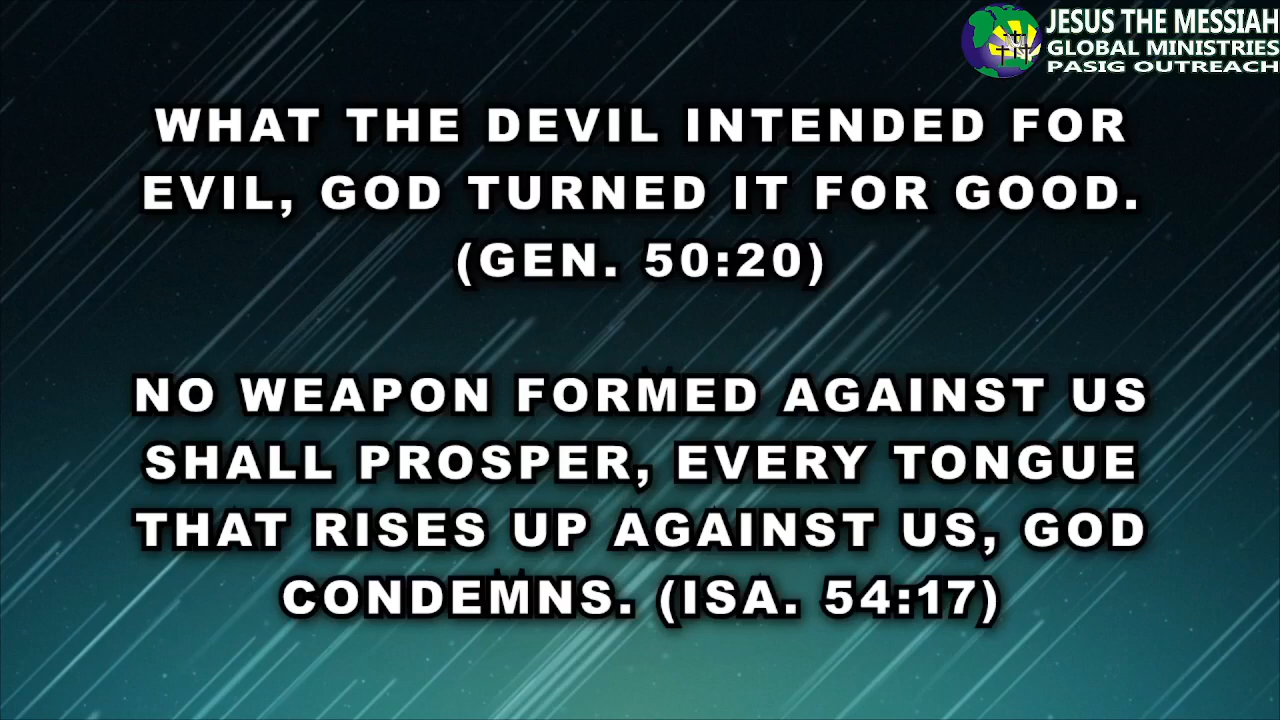 JESUS THE MESSIAH
GLOBAL MINISTRIES
PASIG OUTREACH
WHAT THE DEVIL INTENDED FOR
EVIL, GOD TURNED IT FOR GOOD.
(GEN. 50:20)
NO WEAPON FORMED AGAINST US
SHALL PROSPER, EVERY TONGUE
THAT RISES UP AGAINST US, GOD
CONDEMNS. (ISA. 54:17)